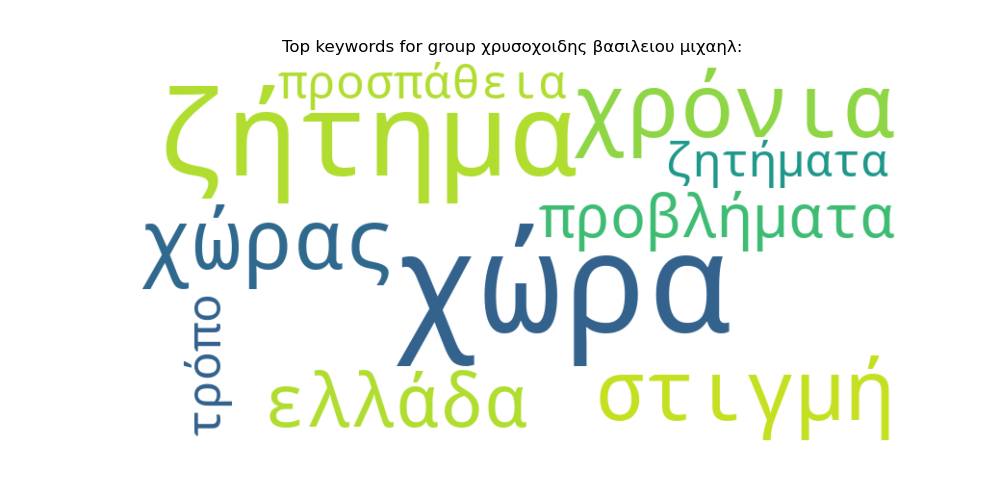 Top keywords for group χρυσοχοιδης βασιλειου μιχαηλ:
προσπάθεια
ζήτημα
χρόνια
ζητήματα
προβλήματα
χώρας
χώρα
τρόπο
ελλάδα
στιγμή